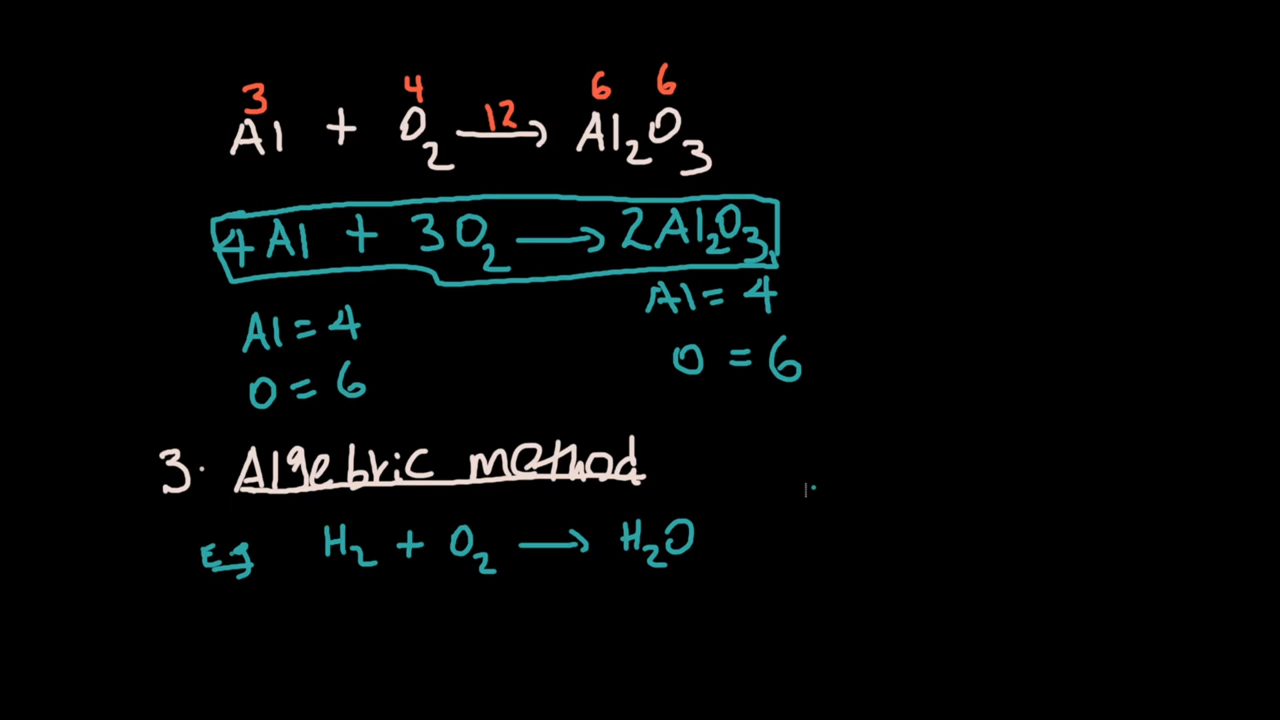 3 4 12 6 6
Al + O₂ → Al₂O₃
4Al + 3O₂ → 2Al₂O₃
Al = 4 Al = 4
O = 6 O = 6
3. Algebric method
E.g H₂ + O₂ → H₂O